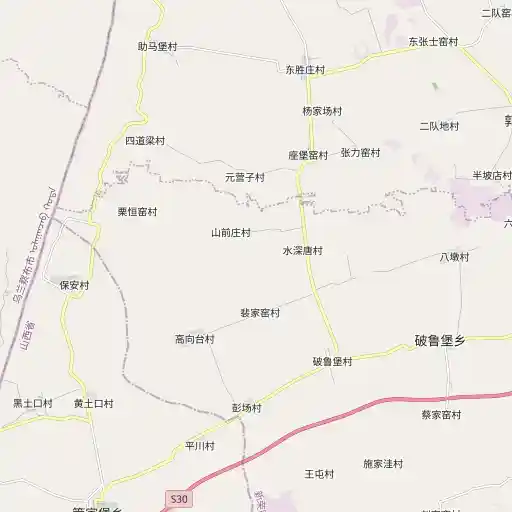 二队窑
助马堡村
东张士窑村
东胜庄村
杨家场村
二队地村
郭
四道梁村
座堡窑村
张力窑村
元营子村
半坡店村
栗恒窑村
六
山前庄村
水深唐村
八墩村
乌兰察布市
保安村
裴家窑村
山西省
高向台村
破鲁堡乡
破鲁堡村
黑土口村
黄土口村
彭场村
蔡家窑村
平川村
施家洼村
王屯村
S30